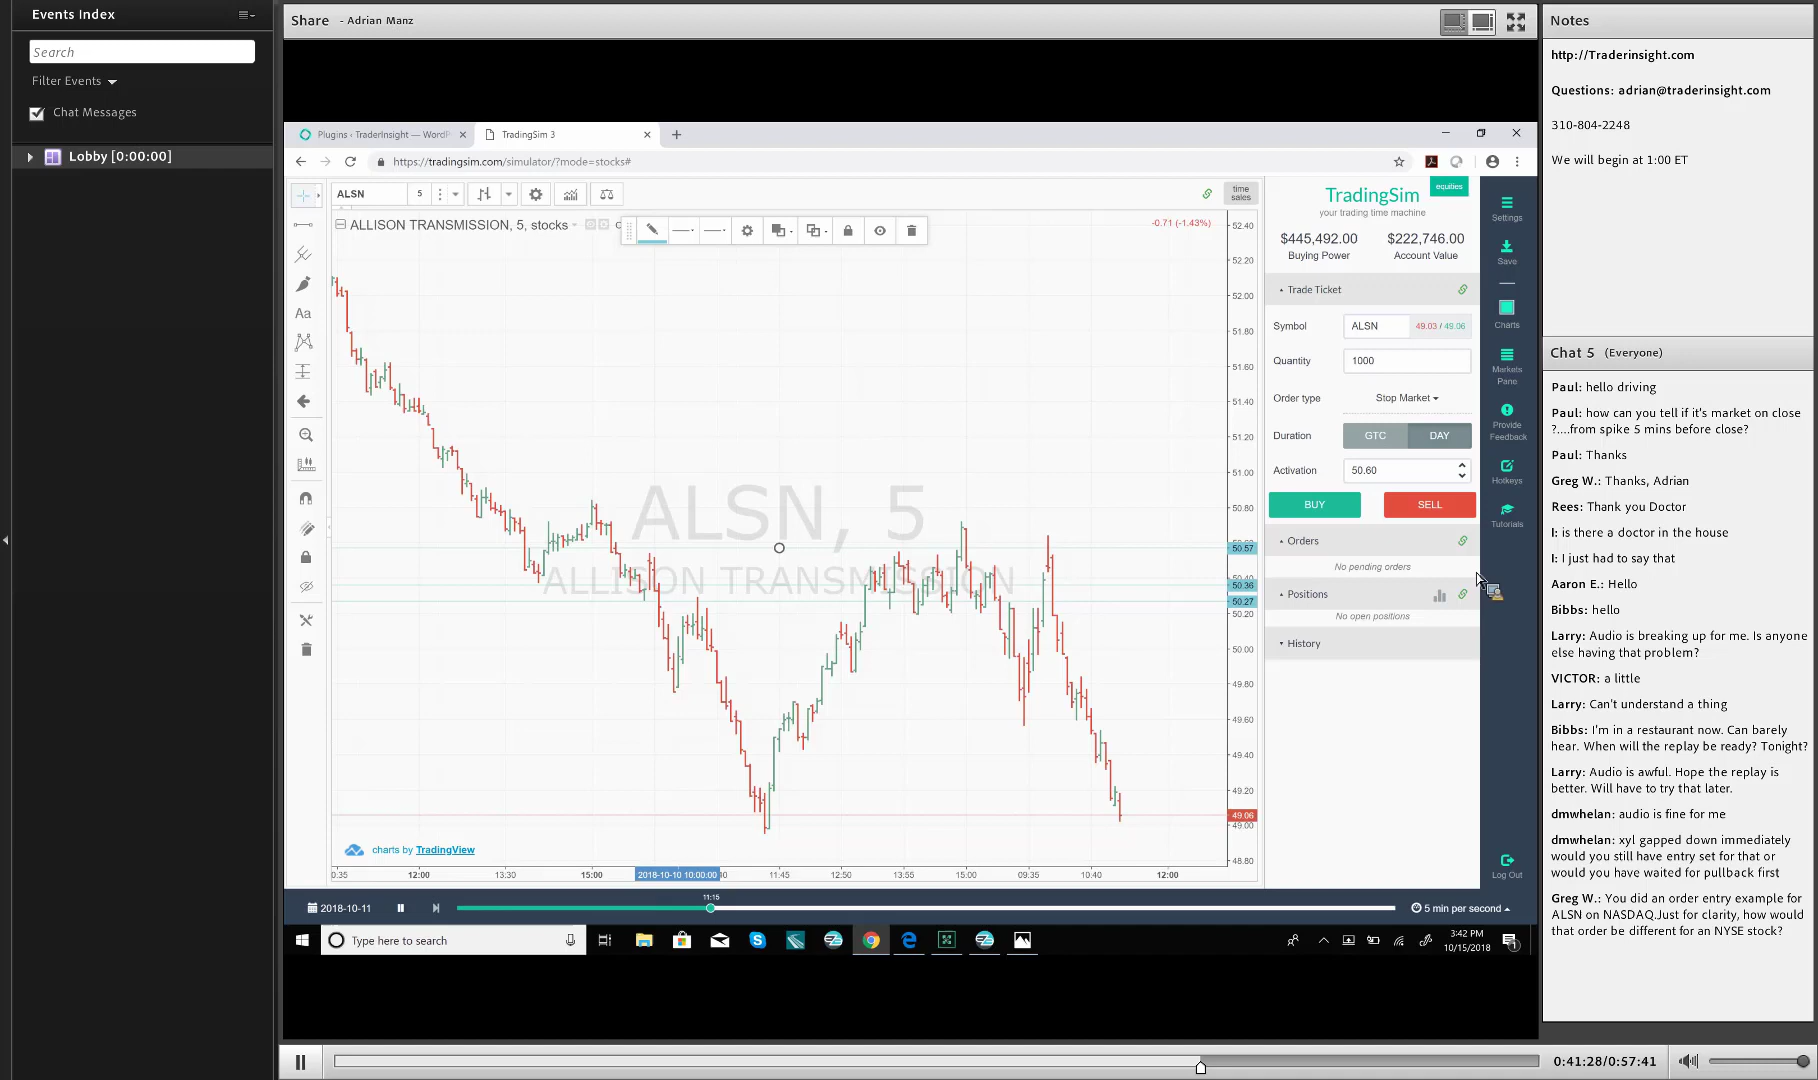 Events Index
Search
Filter Events
Chat Messages
Lobby [0:00:00]
Share - Adrian Manz
Plugins ‹ TraderInsight — WordP
TradingSim 3
https://tradingsim.com/simulator/?mode=stocks#
ALSN
5
time
sales
ALLISON TRANSMISSION, 5, stocks
-0.71 (-1.43%)
ALSN, 5
ALLISON TRANSMISSION
52.40
52.20
52.00
51.80
51.60
51.40
51.20
51.00
50.80
50.57
50.36
50.27
50.20
50.00
49.80
49.60
49.40
49.20
49.06
49.00
48.80
charts by TradingView
0:35
12:00
13:30
15:00
2018-10-10 10:00:00
11:45
12:50
13:55
15:00
09:35
10:40
12:00
TradingSim
equities
your trading time machine
$445,492.00
$222,746.00
Buying Power
Account Value
Trade Ticket
Symbol
ALSN
49.03 / 49.06
Quantity
1000
Order type
Stop Market
Duration
GTC
DAY
Activation
50.60
BUY
SELL
Orders
No pending orders
Positions
No open positions
History
Settings
Save
Charts
Markets
Pane
Provide
Feedback
Hotkeys
Tutorials
Log Out
2018-10-11
11:15
5 min per second
Type here to search
3:42 PM
10/15/2018
Notes
http://Traderinsight.com
Questions: adrian@traderinsight.com
310-804-2248
We will begin at 1:00 ET
Chat 5 (Everyone)
Paul: hello driving
Paul: how can you tell if it's market on close
?....from spike 5 mins before close?
Paul: Thanks
Greg W.: Thanks, Adrian
Rees: Thank you Doctor
I: is there a doctor in the house
I: I just had to say that
Aaron E.: Hello
Bibbs: hello
Larry: Audio is breaking up for me. Is anyone
else having that problem?
VICTOR: a little
Larry: Can't understand a thing
Bibbs: I'm in a restaurant now. Can barely
hear. When will the replay be ready? Tonight?
Larry: Audio is awful. Hope the replay is
better. Will have to try that later.
dmwhelan: audio is fine for me
dmwhelan: xyl gapped down immediately
would you still have entry set for that or
would you have waited for pullback first
Greg W.: You did an order entry example for
ALSN on NASDAQ.Just for clarity, how would
that order be different for an NYSE stock?
0:41:28/0:57:41